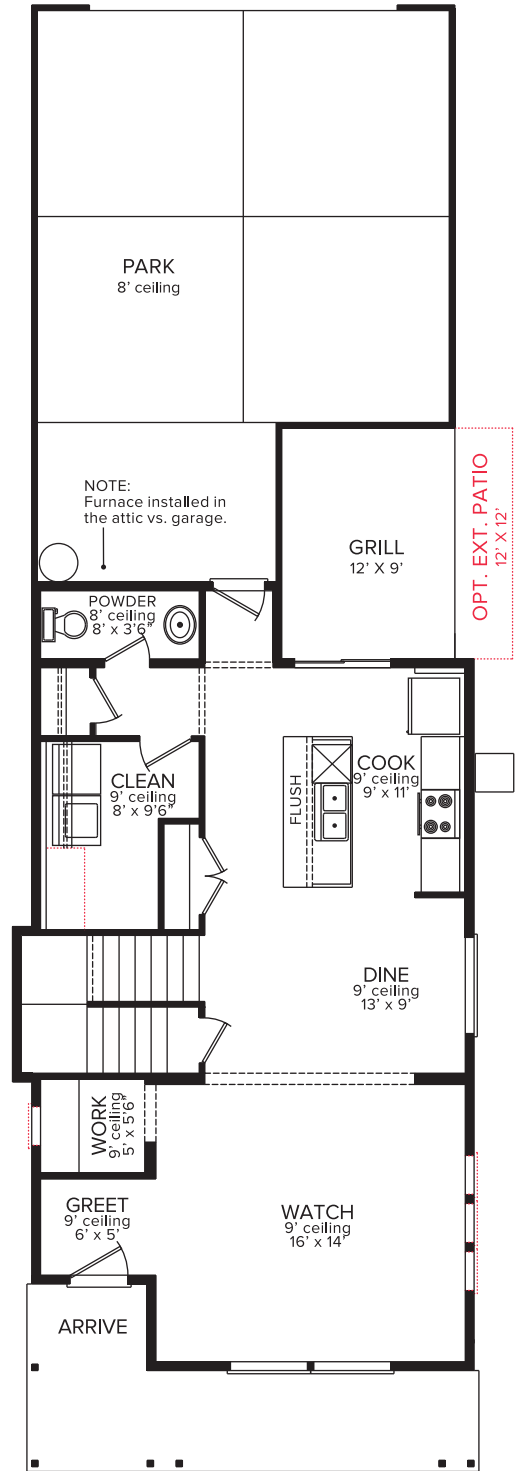 PARK
8' ceiling
NOTE:
Furnace installed in
the attic vs. garage.
GRILL
12' X 9'
OPT. EXT. PATIO
12' X 12'
POWDER
8' ceiling
8' x 3'6"
CLEAN
9' ceiling
8' x 9'6"
FLUSH
COOK
9' ceiling
9' x 11'
DINE
9' ceiling
13' x 9'
WORK
9' ceiling
5' x 5'6"
GREET
9' ceiling
6' x 5'
WATCH
9' ceiling
16' x 14'
ARRIVE